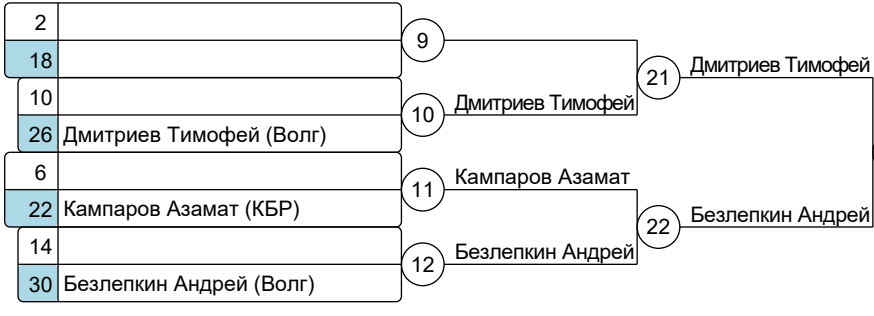 2
9
18
21 Дмитриев Тимофей
10
10 Дмитриев Тимофей
26 Дмитриев Тимофей (Волг)
6
11 Кампаров Азамат
22 Кампаров Азамат (КБР)
22 Безлепкин Андрей
14
12 Безлепкин Андрей
30 Безлепкин Андрей (Волг)